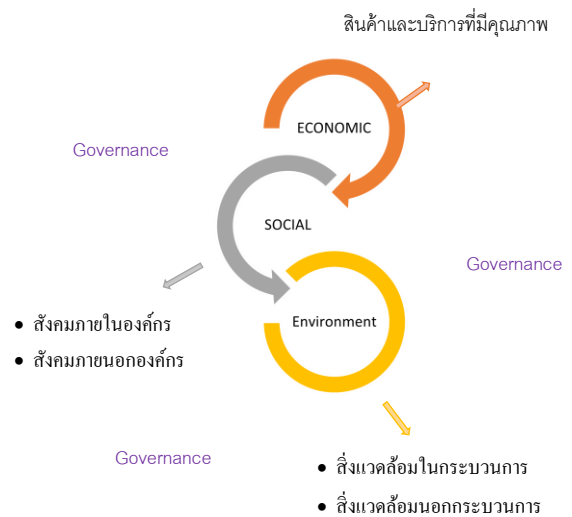 สินค้าและบริการที่มีคุณภาพ
ECONOMIC
Governance
SOCIAL
Governance
• สังคมภายในองค์กร
• สังคมภายนอกองค์กร
Environment
Governance
• สิ่งแวดล้อมในกระบวนการ
• สิ่งแวดล้อมนอกกระบวนการ